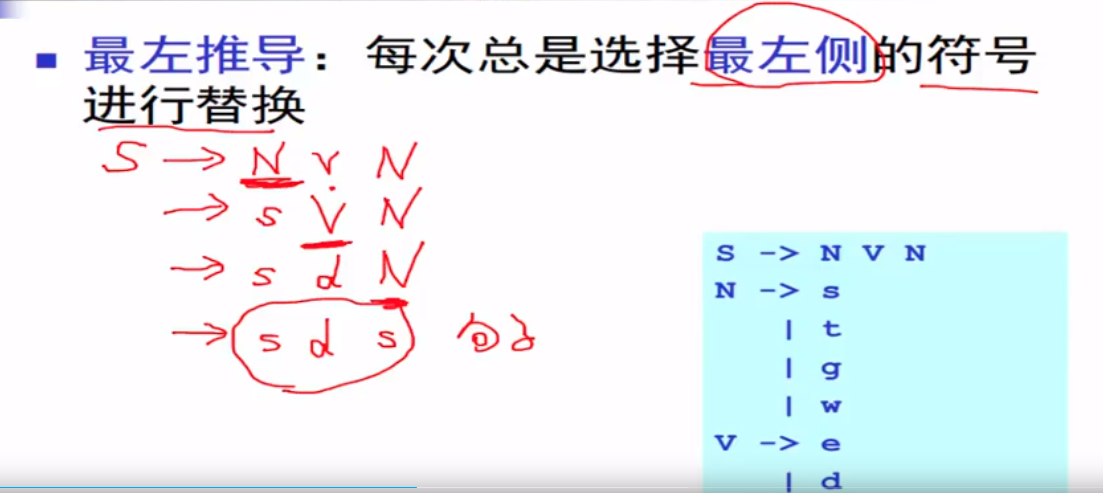 最左推导：每次总是选择最左侧的符号
进行替换
S → N V N
→ s V N
→ s d N
→ s d s 句子
S -> N V N
N -> s
| t
| g
| w
V -> e
| d